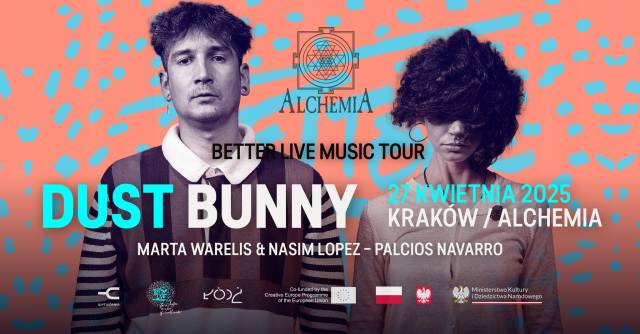 ALCHEMIA
BETTER LIVE MUSIC TOUR
DUST BUNNY
27 KWIETNIA 2025
KRAKÓW / ALCHEMIA
MARTA WARELIS & NASIM LOPEZ – PALCIOS NAVARRO
Co-funded by the
Creative Europe Programme
of the European Union
Ministerstwo Kultury
i Dziedzictwa Narodowego